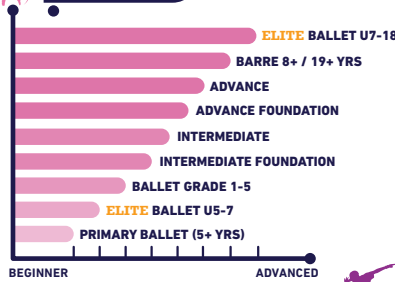 ELITE BALLET U7-18
BARRE 8+ / 19+ YRS
ADVANCE
ADVANCE FOUNDATION
INTERMEDIATE
INTERMEDIATE FOUNDATION
BALLET GRADE 1-5
ELITE BALLET U5-7
PRIMARY BALLET (5+ YRS)
BEGINNER ADVANCED